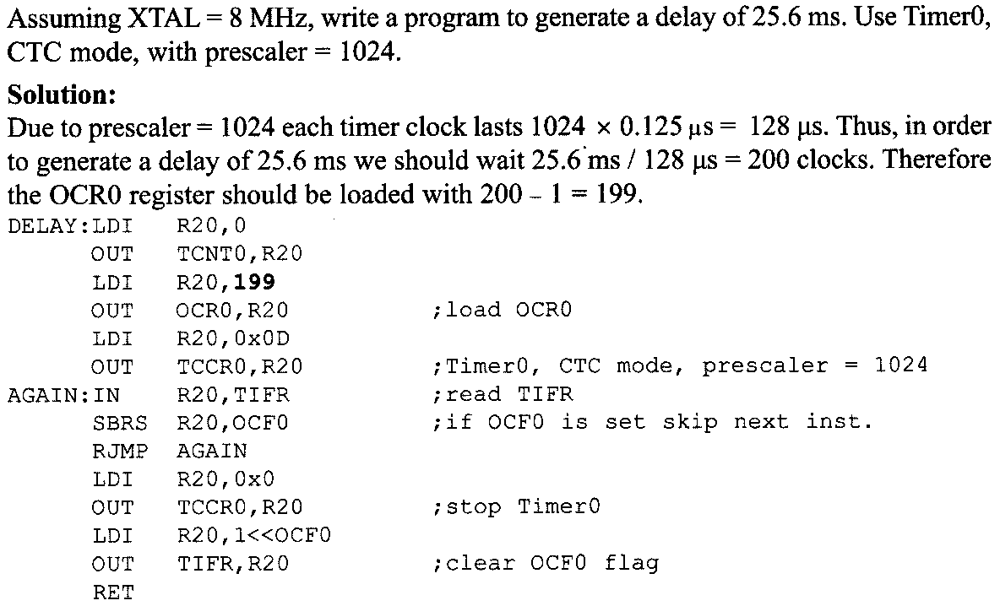 Assuming XTAL = 8 MHz, write a program to generate a delay of 25.6 ms. Use Timer0,
CTC mode, with prescaler = 1024.
Solution:
Due to prescaler = 1024 each timer clock lasts 1024 × 0.125 μs = 128 μs. Thus, in order
to generate a delay of 25.6 ms we should wait 25.6 ms / 128 μs = 200 clocks. Therefore
the OCR0 register should be loaded with 200 – 1 = 199.
DELAY:LDI R20,0
OUT TCNT0,R20
LDI R20,199
OUT OCR0,R20 ;load OCR0
LDI R20,0x0D
OUT TCCR0,R20 ;Timer0, CTC mode, prescaler = 1024
AGAIN:IN R20,TIFR ;read TIFR
SBRS R20,OCF0 ;if OCF0 is set skip next inst.
RJMP AGAIN
LDI R20,0x0
OUT TCCR0,R20 ;stop Timer0
LDI R20,1<<OCF0
OUT TIFR,R20 ;clear OCF0 flag
RET